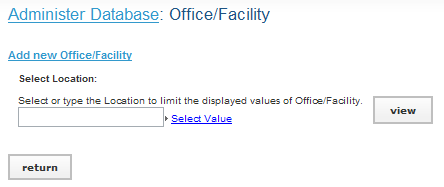 Administer Database: Office/Facility
Add new Office/Facility
Select Location:
Select or type the Location to limit the displayed values of Office/Facility.
Select Value
view
return